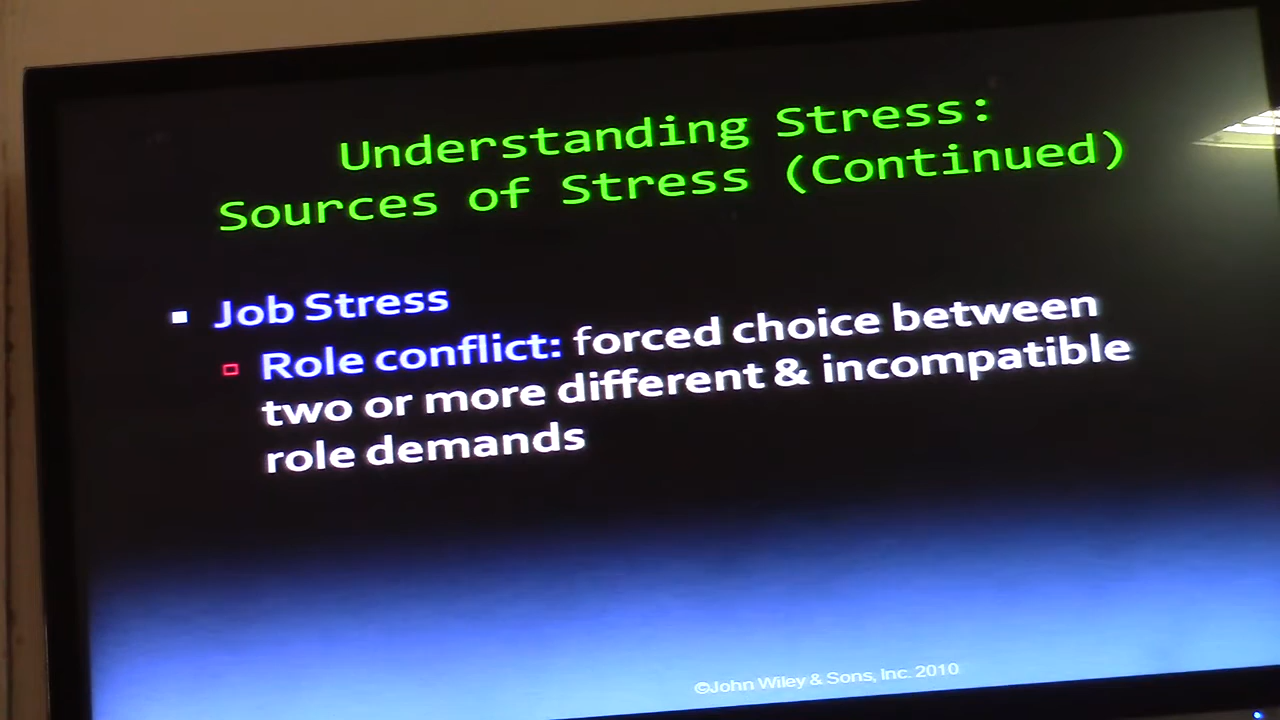 Understanding Stress:
Sources of Stress (Continued)
Job Stress
Role conflict: forced choice between
two or more different & incompatible
role demands
©John Wiley & Sons, Inc. 2010